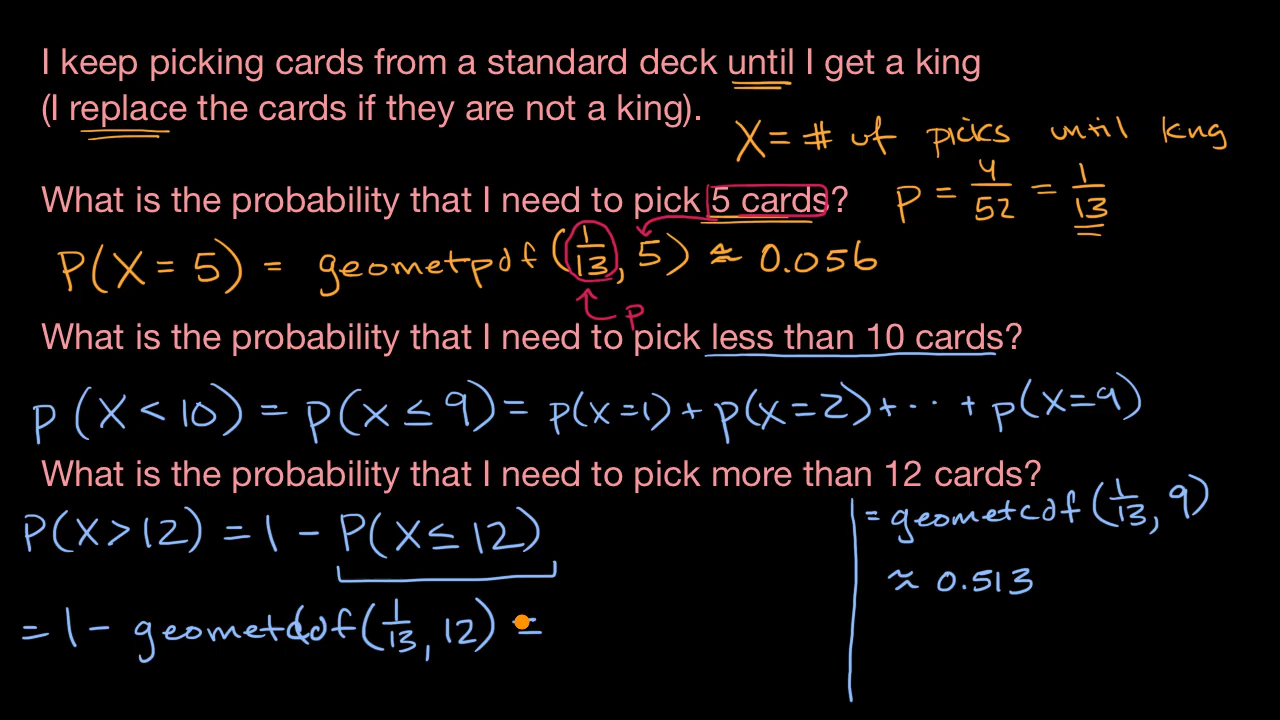 I keep picking cards from a standard deck until I get a king
(I replace the cards if they are not a king).
X = # of picks until kng
What is the probability that I need to pick 5 cards?
P = 4/52 = 1/13
P(X = 5) = geometpdf(1/13, 5) ≈ 0.056
P
What is the probability that I need to pick less than 10 cards?
P(X < 10) = P(X ≤ 9) = P(X=1) + P(X=2) + ... + P(X=9)
What is the probability that I need to pick more than 12 cards?
P(X > 12) = 1 - P(X ≤ 12)
= 1 - geometcdf(1/13, 12) =
= geometcdf(1/13, 9)
≈ 0.513